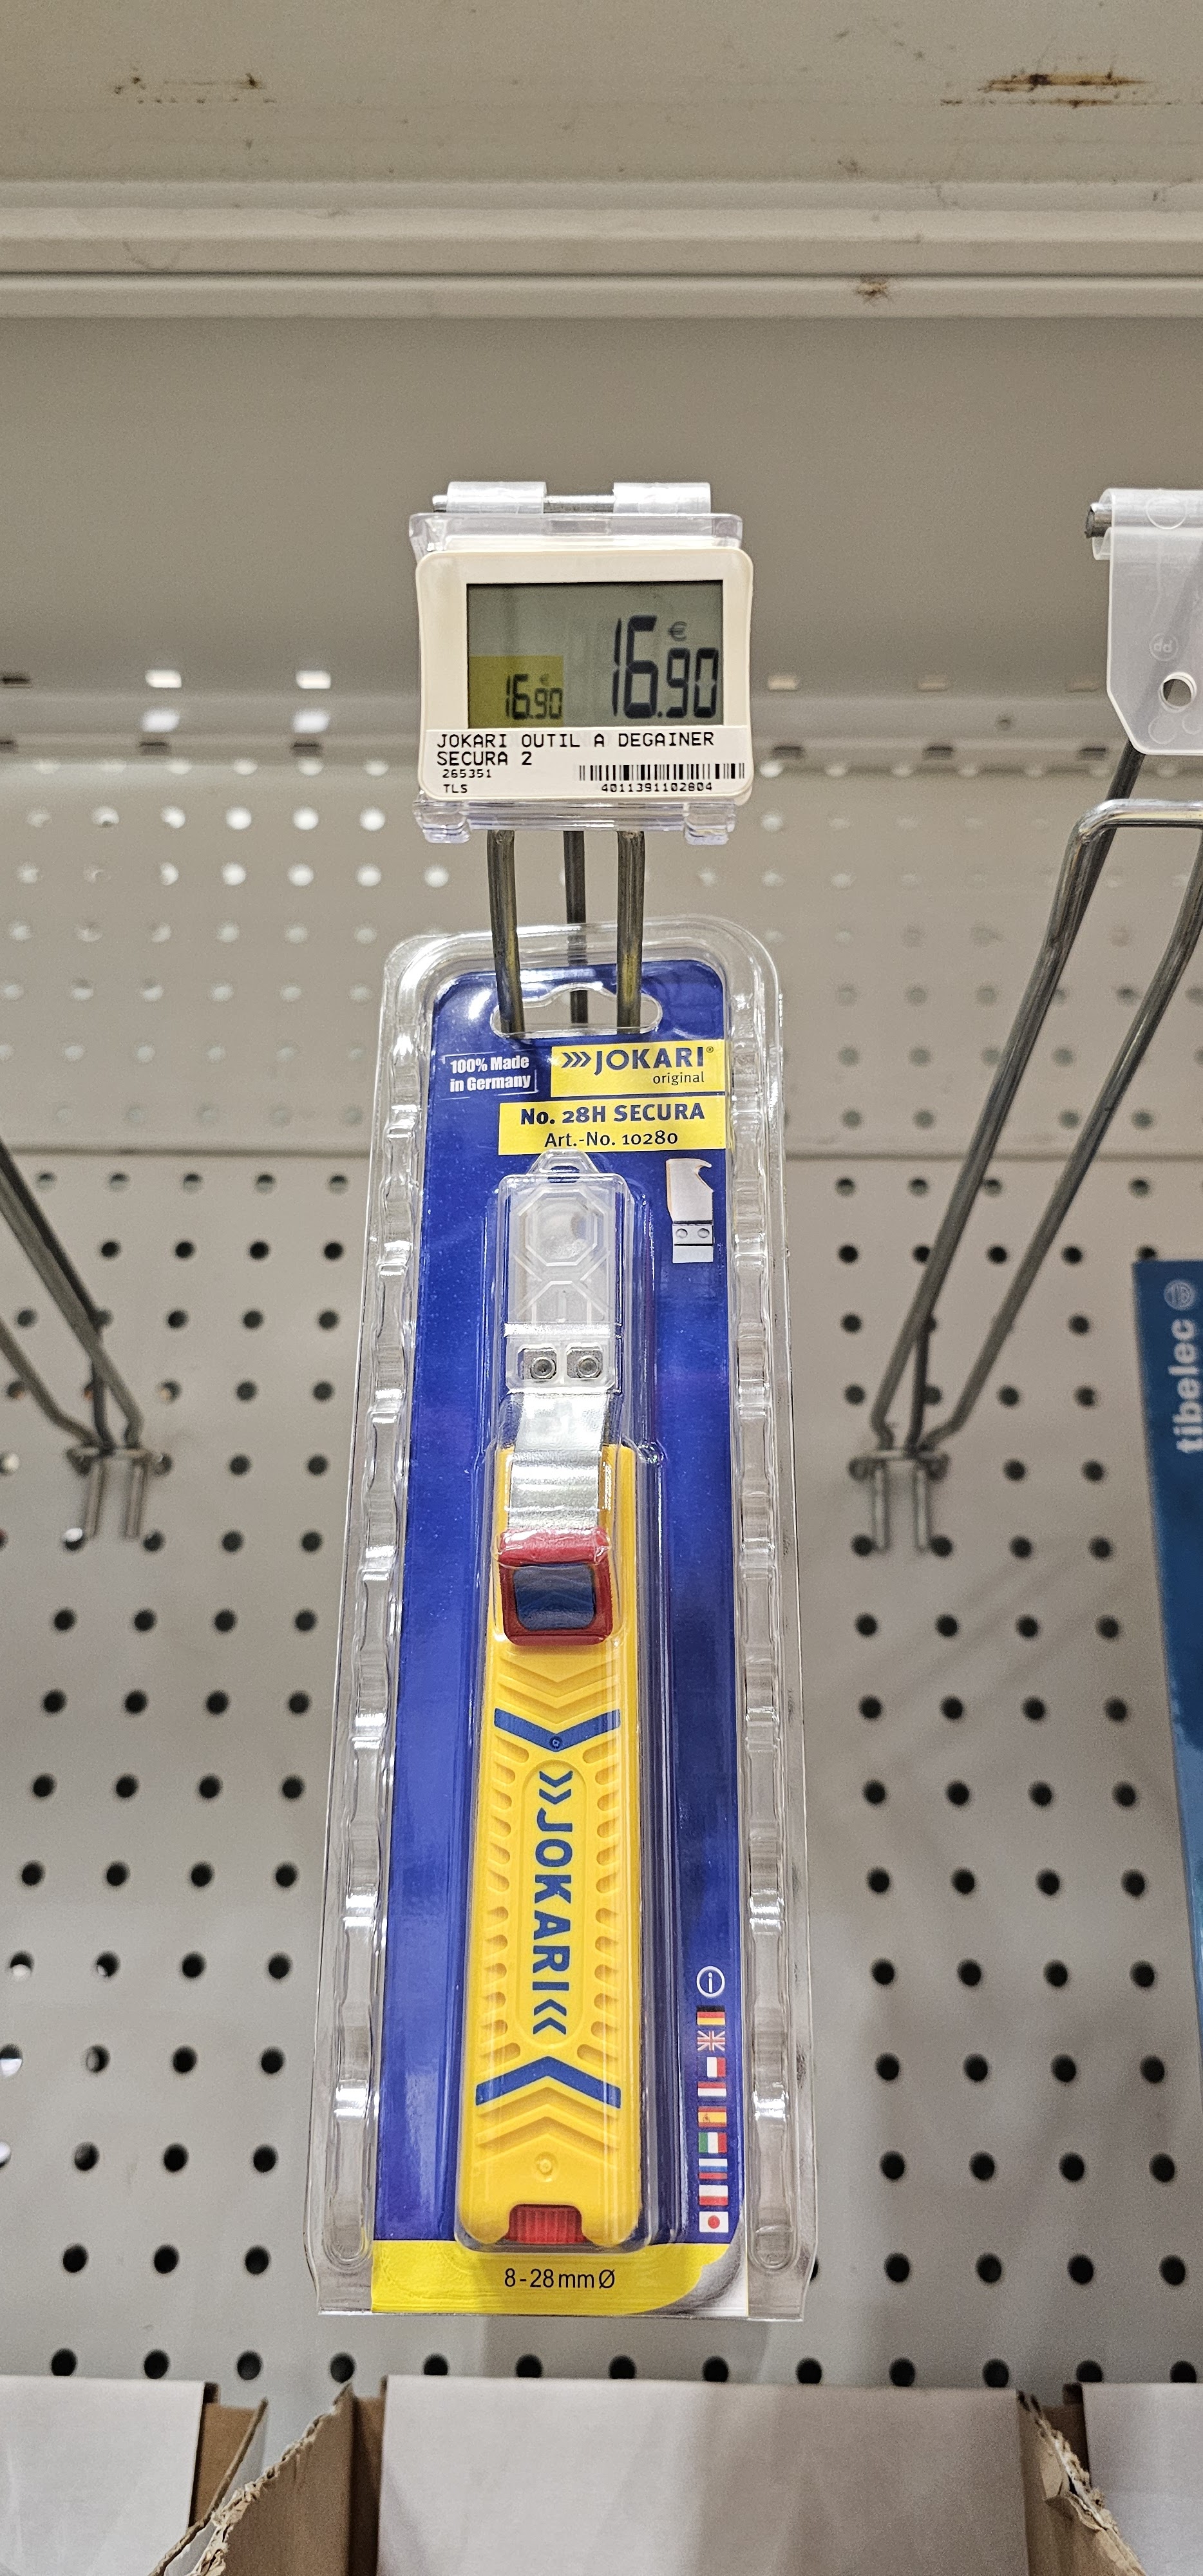 €
16.90
€
16.90
JOKARI OUTIL A DEGAINER
SECURA 2
265351
TLS
4011391102804
100% Made
in Germany
JOKARI®
original
No. 28H SECURA
Art.-No. 10280
JOKARI
8-28 mm Ø
tibelec